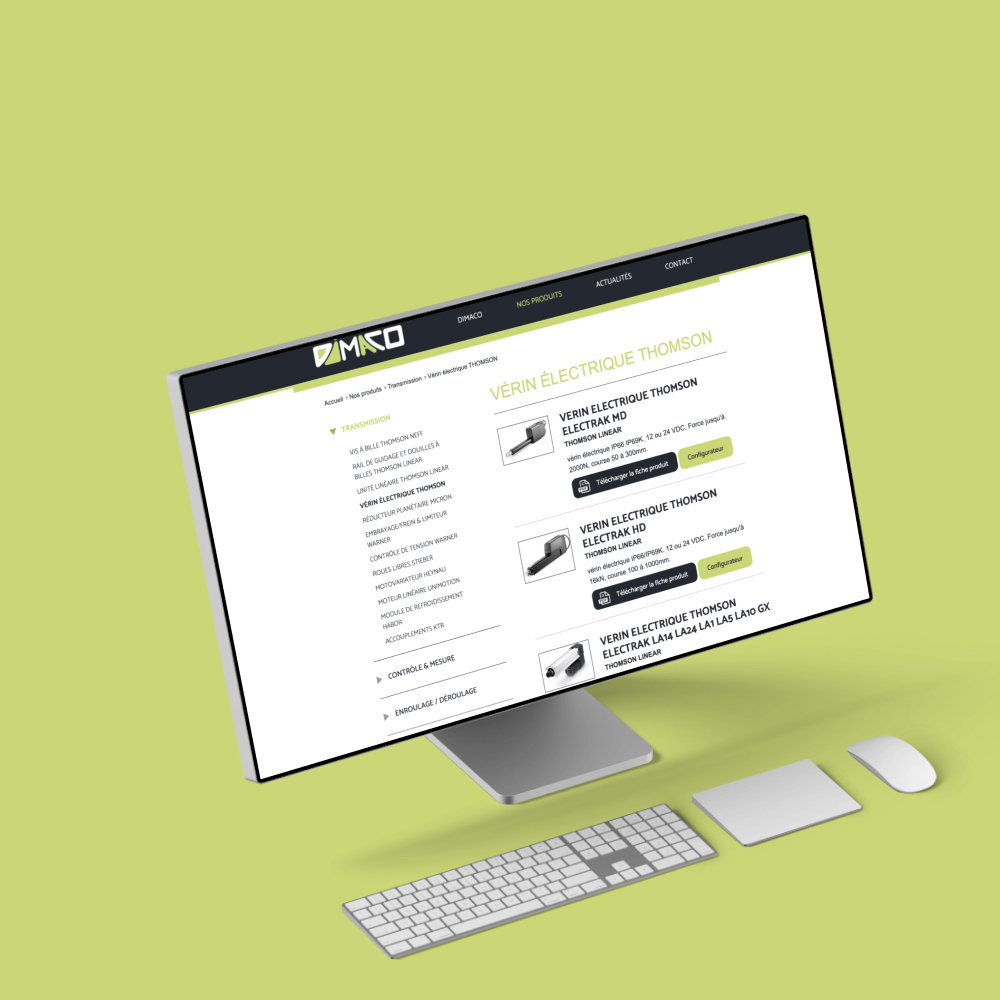 DIMACO
DIMACO
NOS PRODUITS
ACTUALITÉS
CONTACT
Accueil › Nos produits › Transmission › Vérin électrique THOMSON
TRANSMISSION
VIS À BILLE THOMSON NEFF
RAIL DE GUIDAGE ET DOUILLES À
BILLES THOMSON LINEAR
UNITÉ LINÉAIRE THOMSON LINEAR
VÉRIN ÉLECTRIQUE THOMSON
RÉDUCTEUR PLANÉTAIRE MICRON
EMBRAYAGE/FREIN & LIMITEUR
WARNER
CONTRÔLE DE TENSION WARNER
ROUES LIBRES STIEBER
MOTOVARIATEUR HEYNAU
MOTEUR LINÉAIRE UNIMOTION
MODULE DE REFROIDISSEMENT
HABOR
ACCOUPLEMENTS KTR
CONTRÔLE & MESURE
ENROULAGE / DÉROULAGE
VÉRIN ÉLECTRIQUE THOMSON
VERIN ELECTRIQUE THOMSON
ELECTRAK MD
THOMSON LINEAR
vérin électrique IP66 IP69K. 12 ou 24 VDC. Force jusqu'à
2000N, course 50 à 300mm.
Télécharger la fiche produit
Configurateur
VERIN ELECTRIQUE THOMSON
ELECTRAK HD
THOMSON LINEAR
vérin électrique IP66/IP69K. 12 ou 24 VDC. Force jusqu'à
16kN, course 100 à 1000mm.
Télécharger la fiche produit
Configurateur
VERIN ELECTRIQUE THOMSON
ELECTRAK LA14 LA24 LA1 LA5 LA10 GX
THOMSON LINEAR